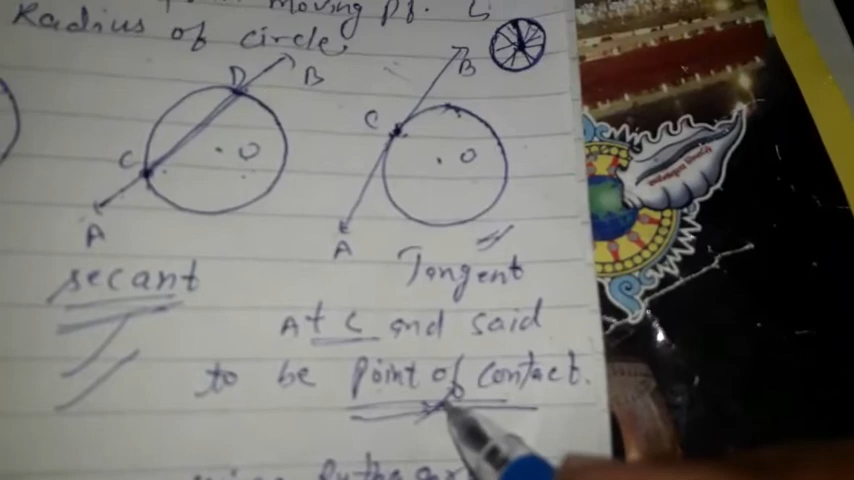 moving pt.
Radius of circle
D B B
C C
O O
A A
secant Tangent
At C and said
to be point of contact.